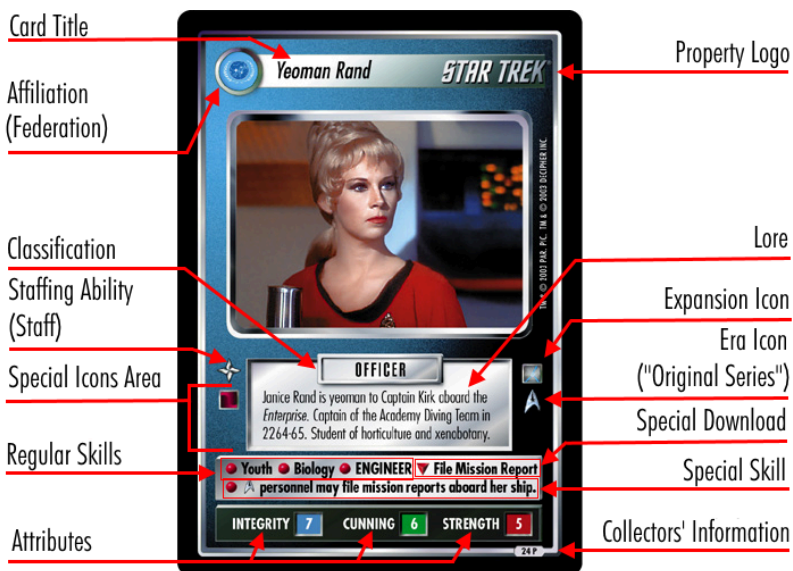 Card Title
Yeoman Rand
STAR TREK
Property Logo
Affiliation
(Federation)
TM & © 2003 PAR. PIC. TM & © 2003 DECIPHER INC.
Classification
Staffing Ability
(Staff)
Special Icons Area
Regular Skills
Attributes
Lore
Expansion Icon
Era Icon
("Original Series")
Special Download
Special Skill
Collectors' Information
OFFICER
Janice Rand is yeoman to Captain Kirk aboard the
Enterprise. Captain of the Academy Diving Team in
2264-65. Student of horticulture and xenobotany.
Youth Biology ENGINEER File Mission Report
personnel may file mission reports aboard her ship.
INTEGRITY 7 CUNNING 6 STRENGTH 5
24 P